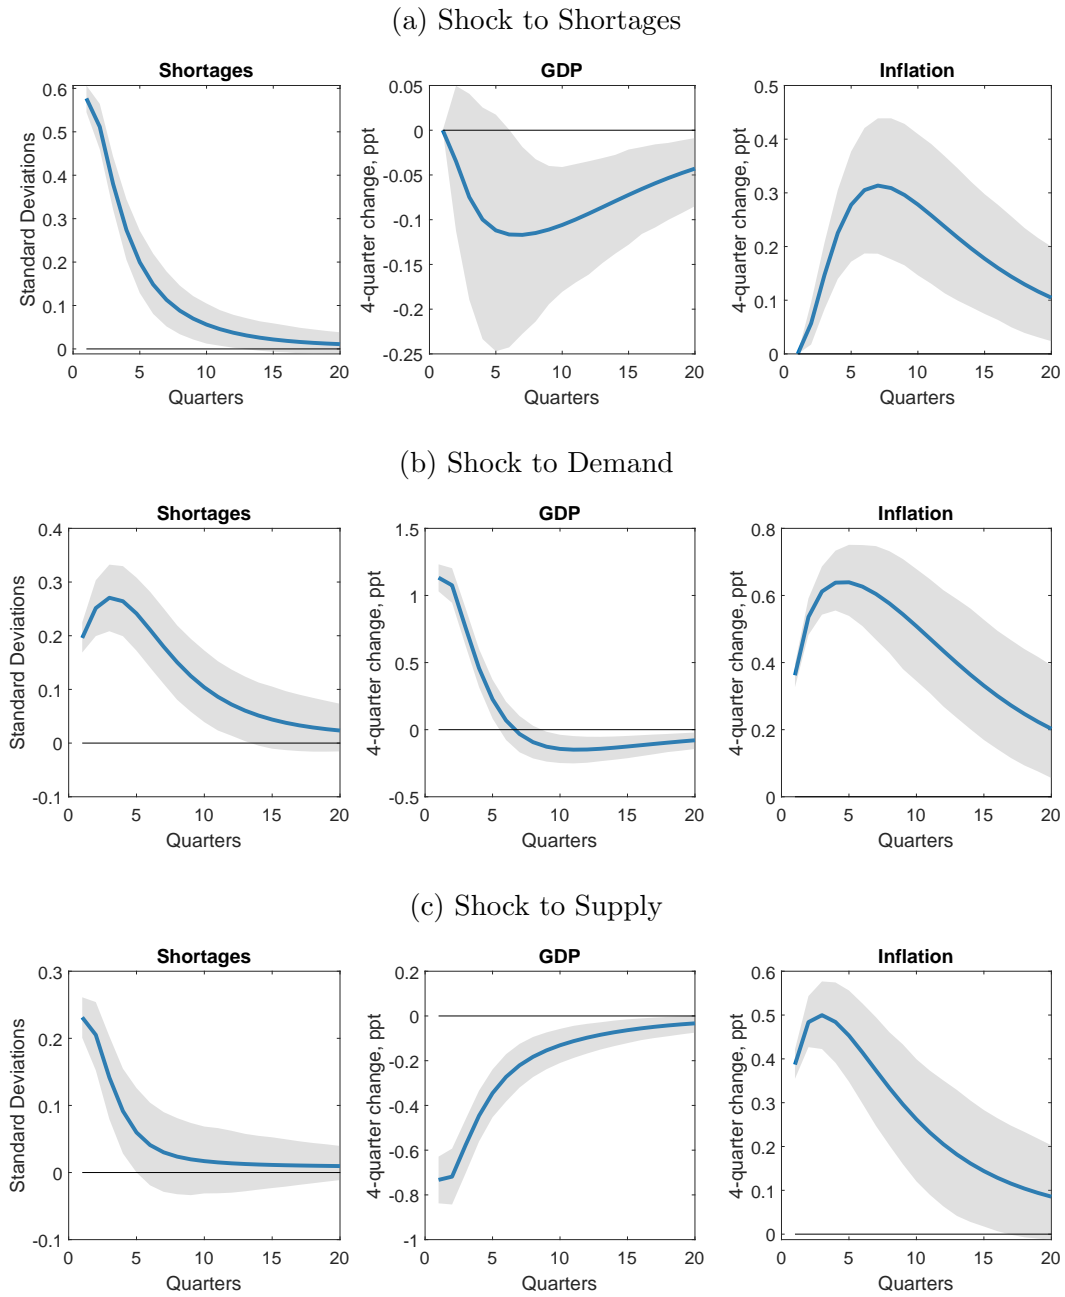 (a) Shock to Shortages
Shortages
GDP
Inflation
Standard Deviations
0.6
0.5
0.4
0.3
0.2
0.1
0
0 5 10 15 20
Quarters
4-quarter change, ppt
0.05
0
-0.05
-0.1
-0.15
-0.2
-0.25
0 5 10 15 20
Quarters
4-quarter change, ppt
0.5
0.4
0.3
0.2
0.1
0
0 5 10 15 20
Quarters
(b) Shock to Demand
Shortages
GDP
Inflation
Standard Deviations
0.4
0.3
0.2
0.1
0
-0.1
0 5 10 15 20
Quarters
4-quarter change, ppt
1.5
1
0.5
0
-0.5
0 5 10 15 20
Quarters
4-quarter change, ppt
0.8
0.6
0.4
0.2
0
0 5 10 15 20
Quarters
(c) Shock to Supply
Shortages
GDP
Inflation
Standard Deviations
0.3
0.2
0.1
0
-0.1
0 5 10 15 20
Quarters
4-quarter change, ppt
0.2
0
-0.2
-0.4
-0.6
-0.8
-1
0 5 10 15 20
Quarters
4-quarter change, ppt
0.6
0.5
0.4
0.3
0.2
0.1
0
0 5 10 15 20
Quarters